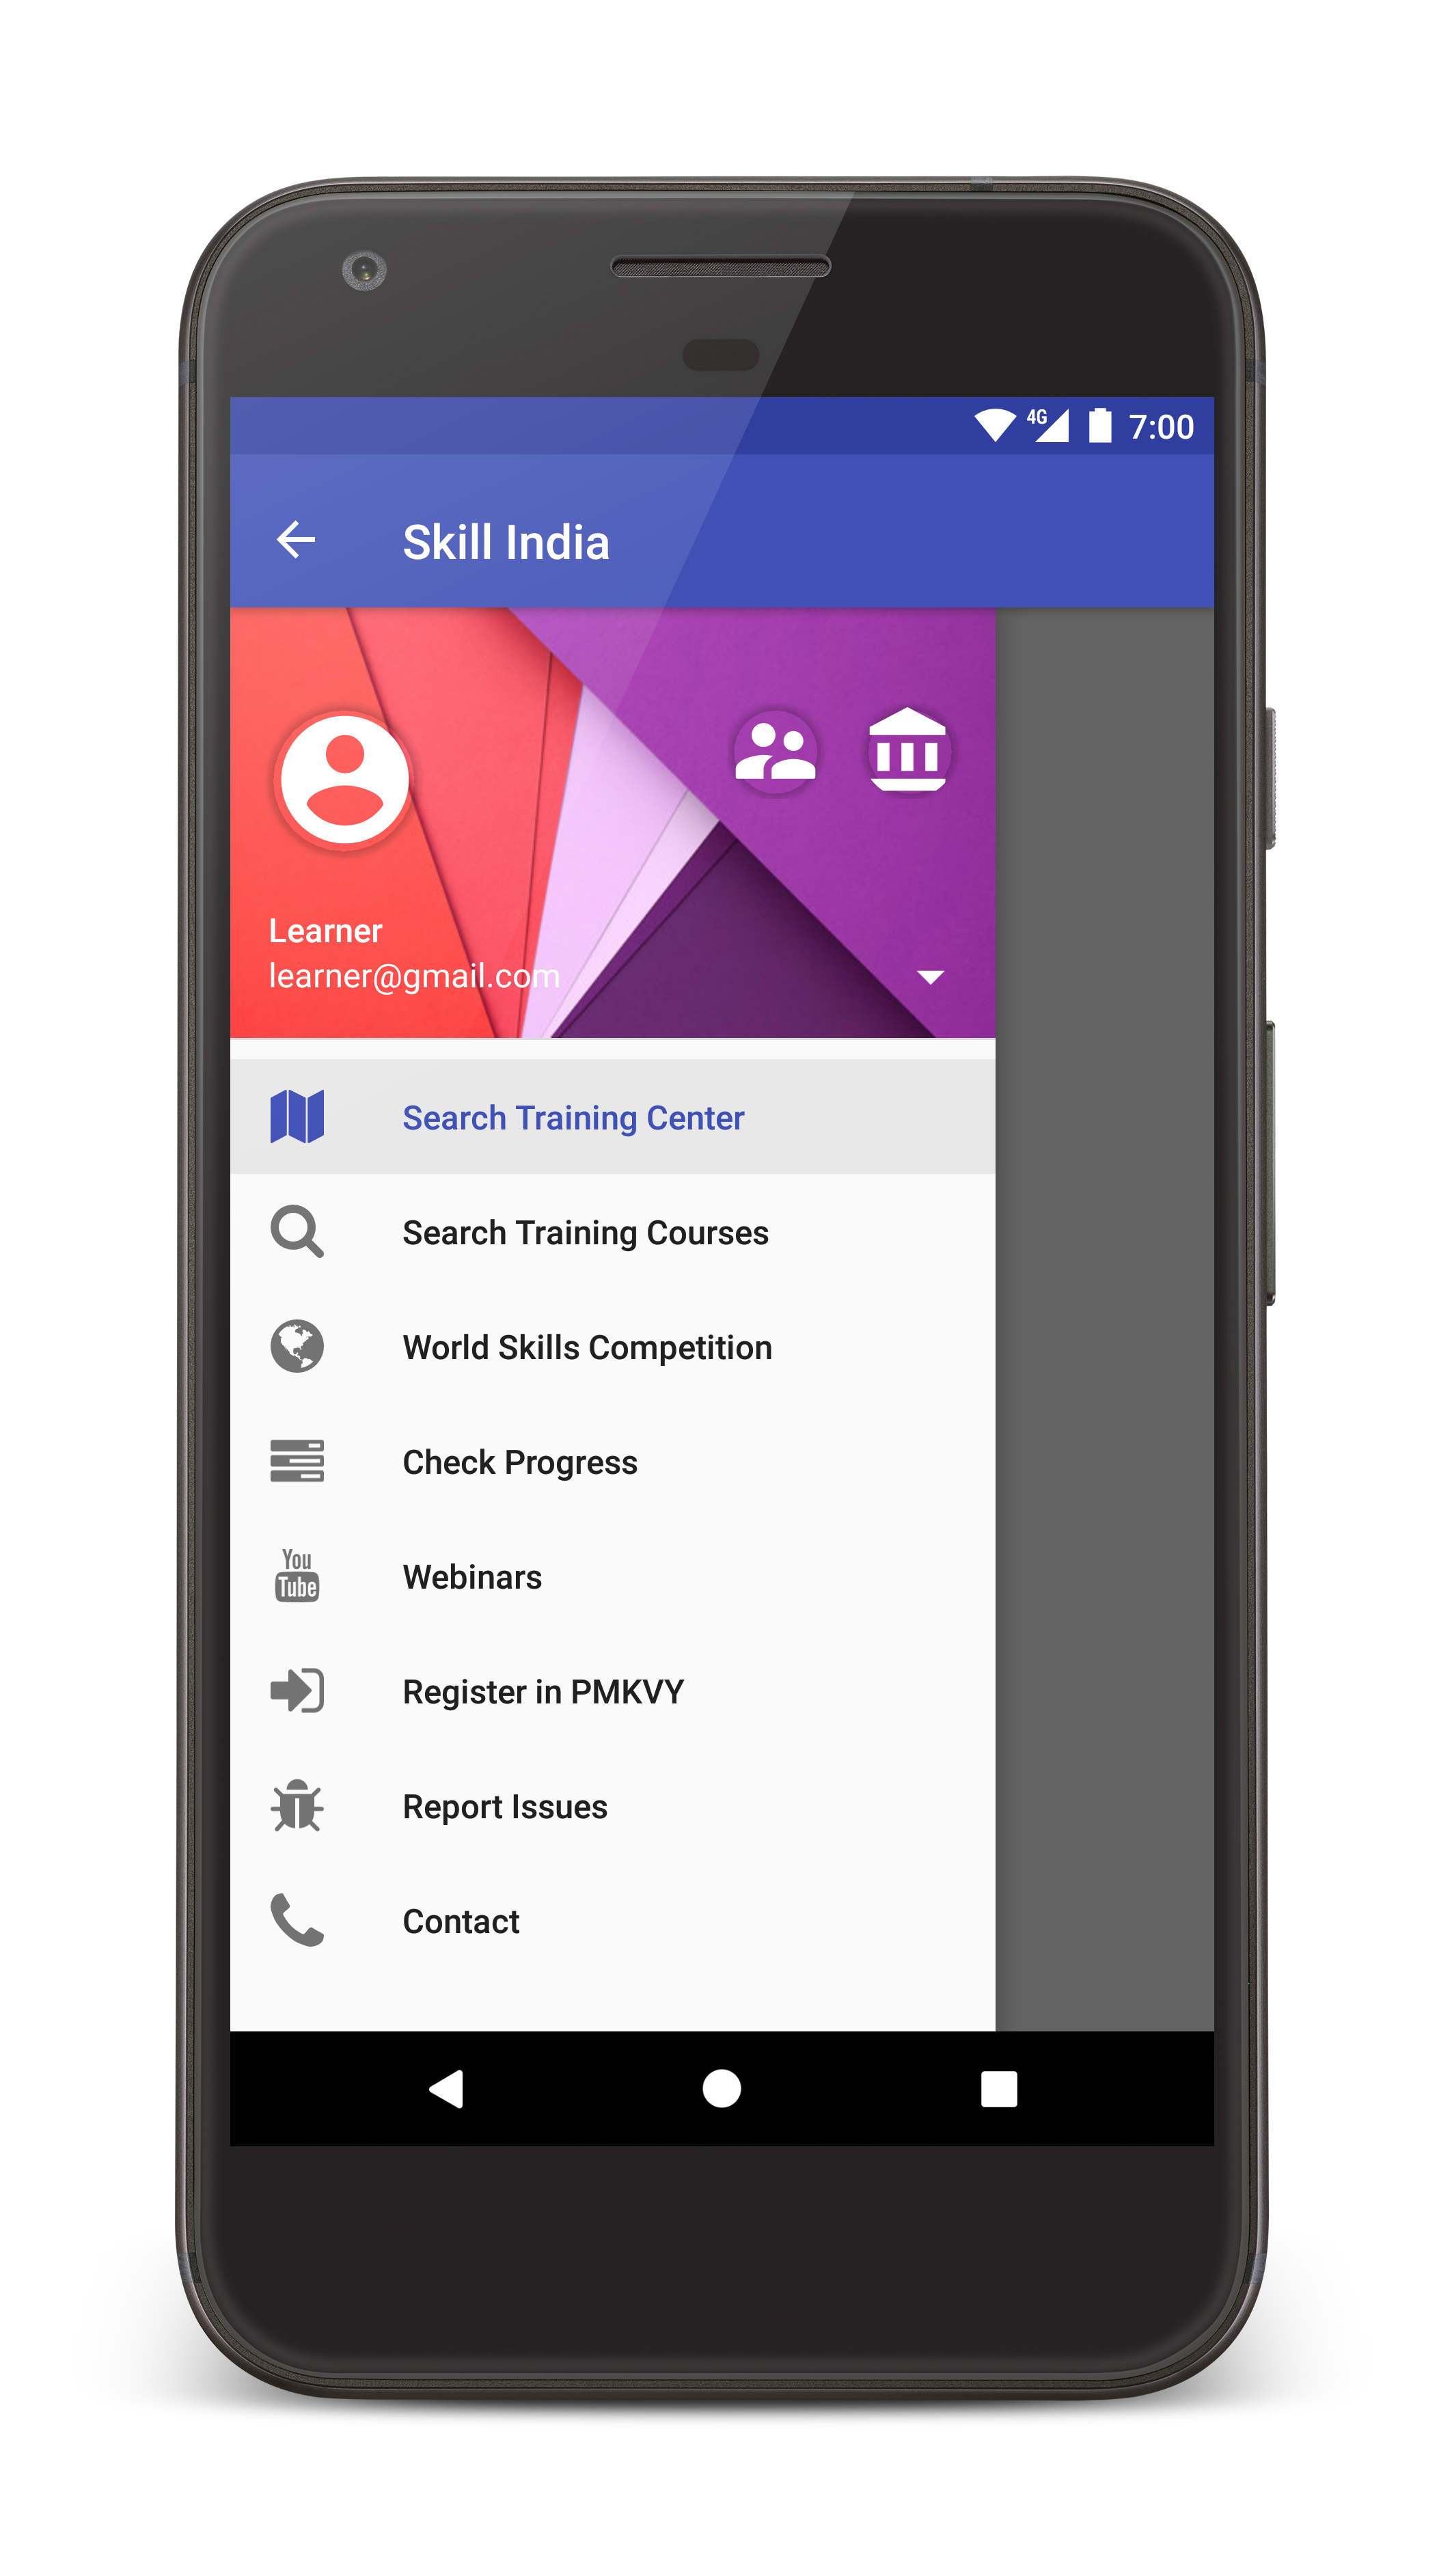 4G 7:00
Skill India
Learner
learner@gmail.com
Search Training Center
Search Training Courses
World Skills Competition
Check Progress
You
Tube
Webinars
Register in PMKVY
Report Issues
Contact